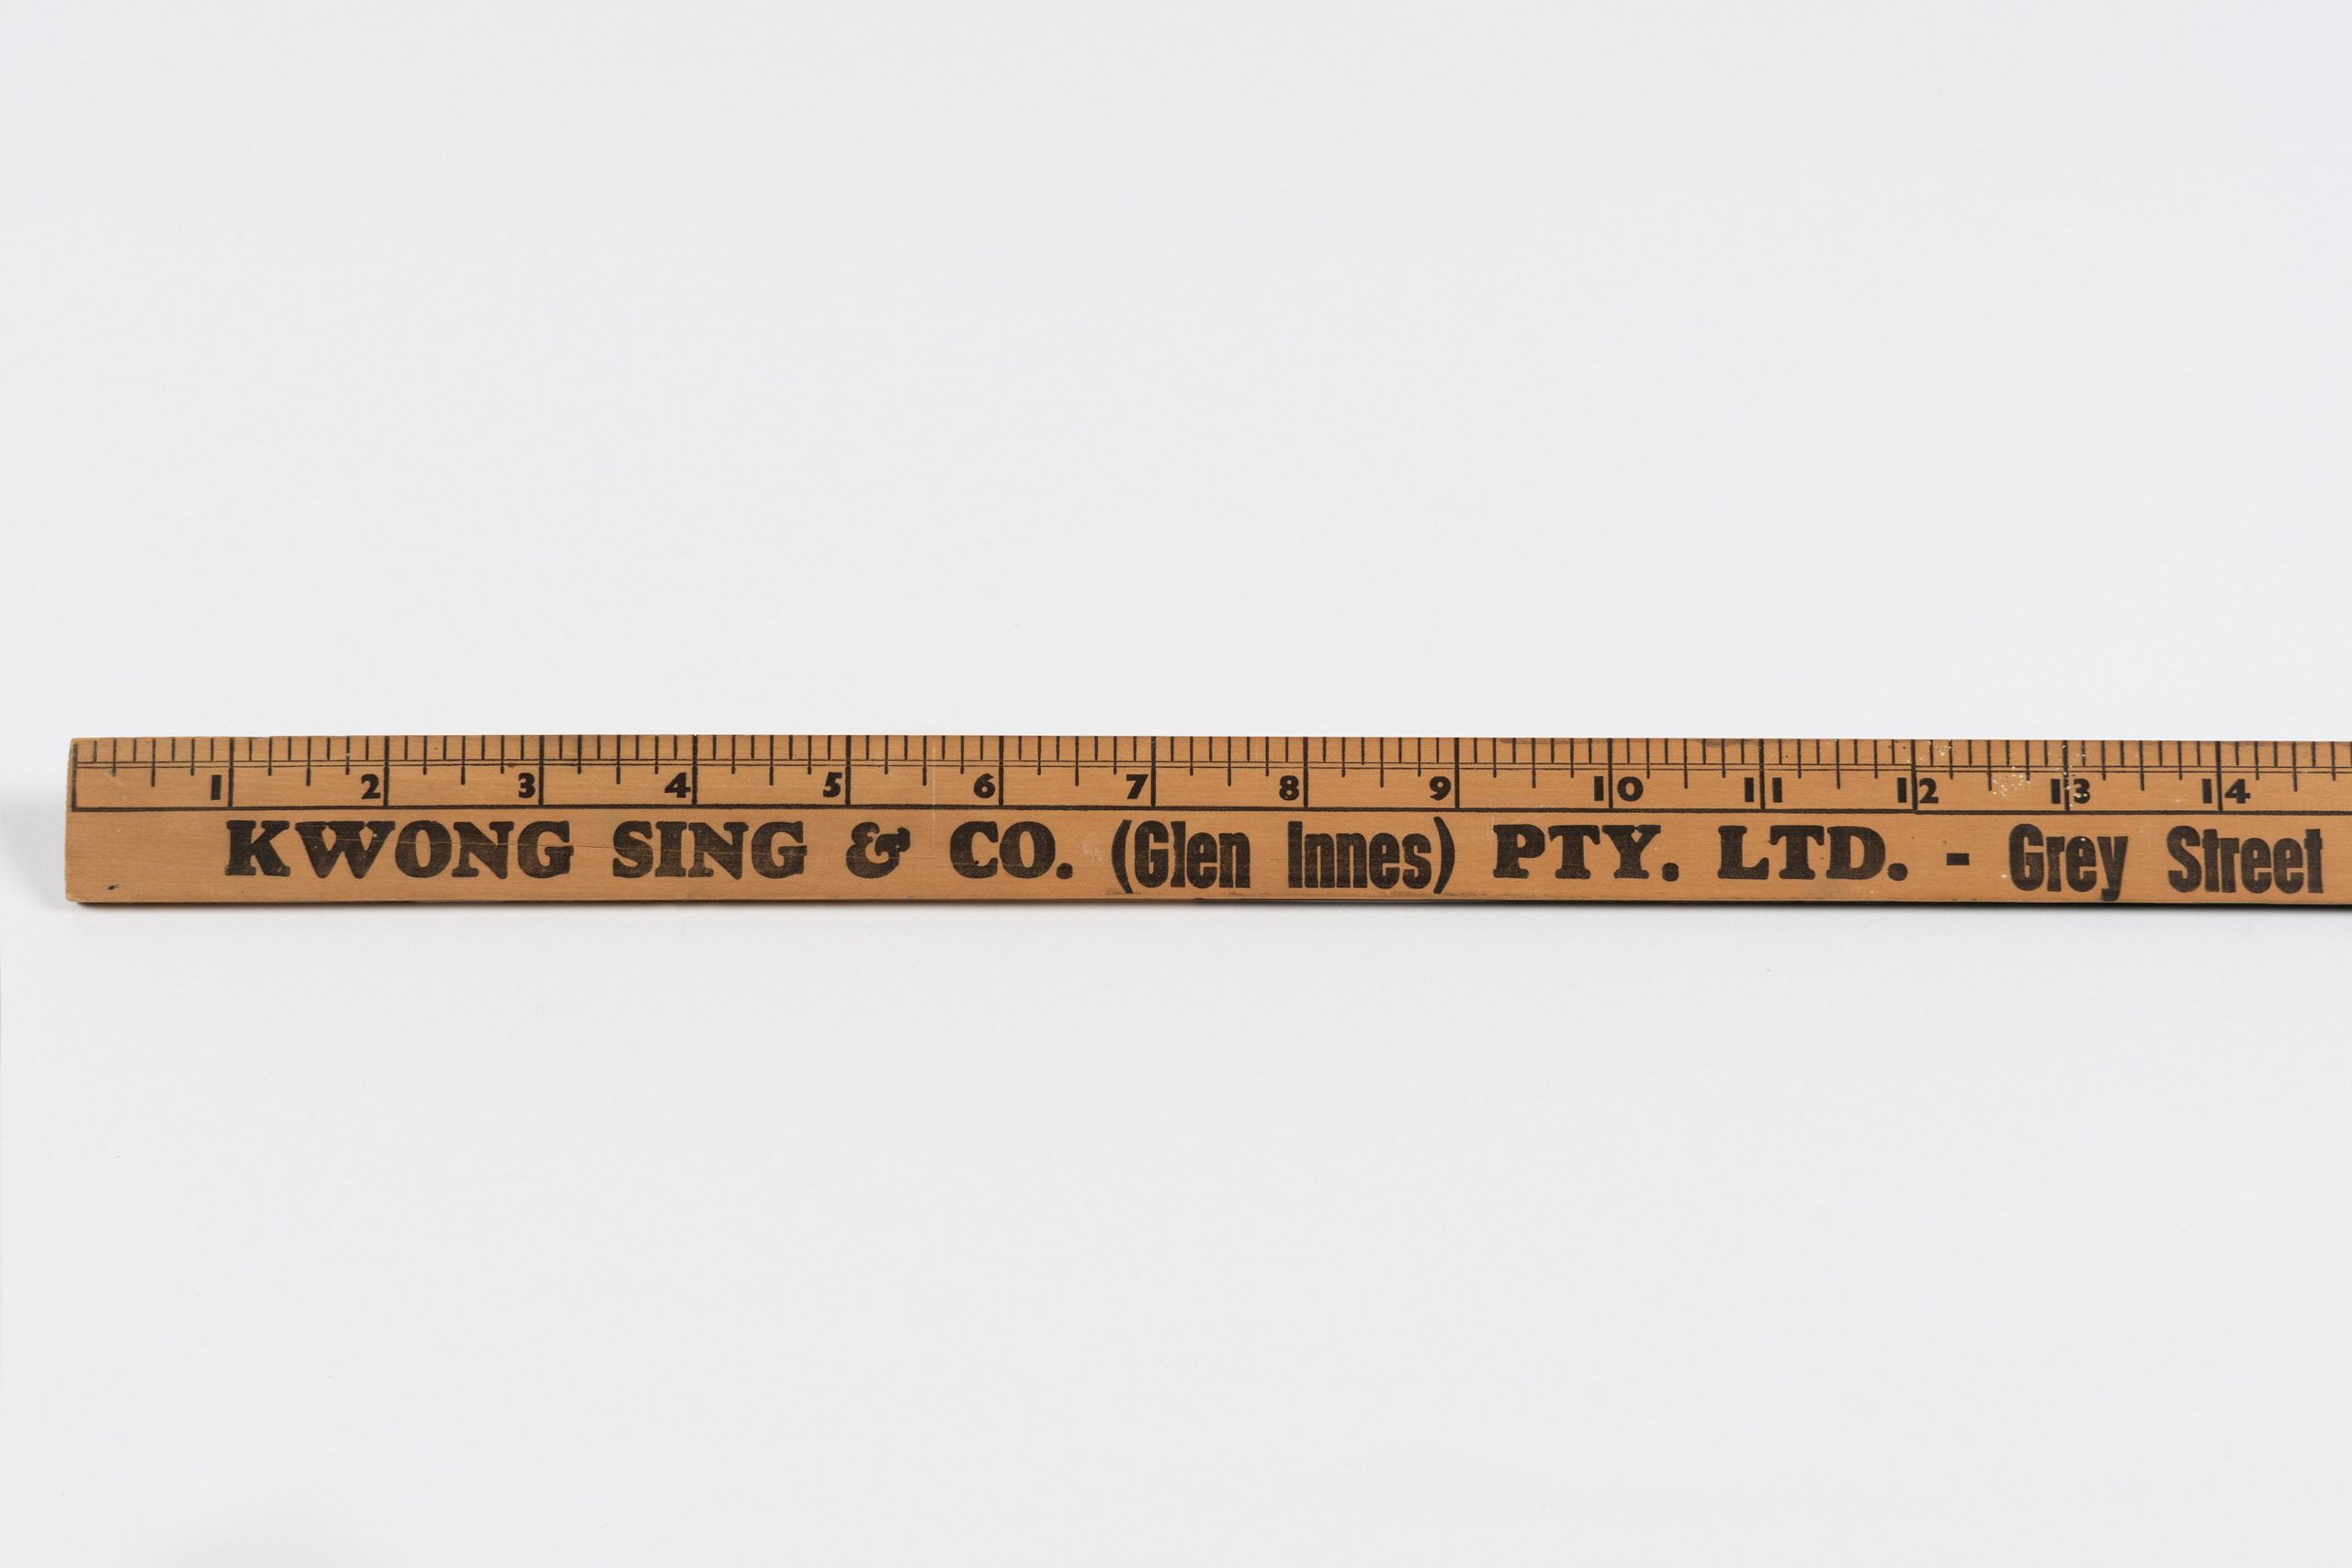 1 2 3 4 5 6 7 8 9 10 11 12 13 14
KWONG SING & CO. (Glen Innes) PTY. LTD. - Grey Street